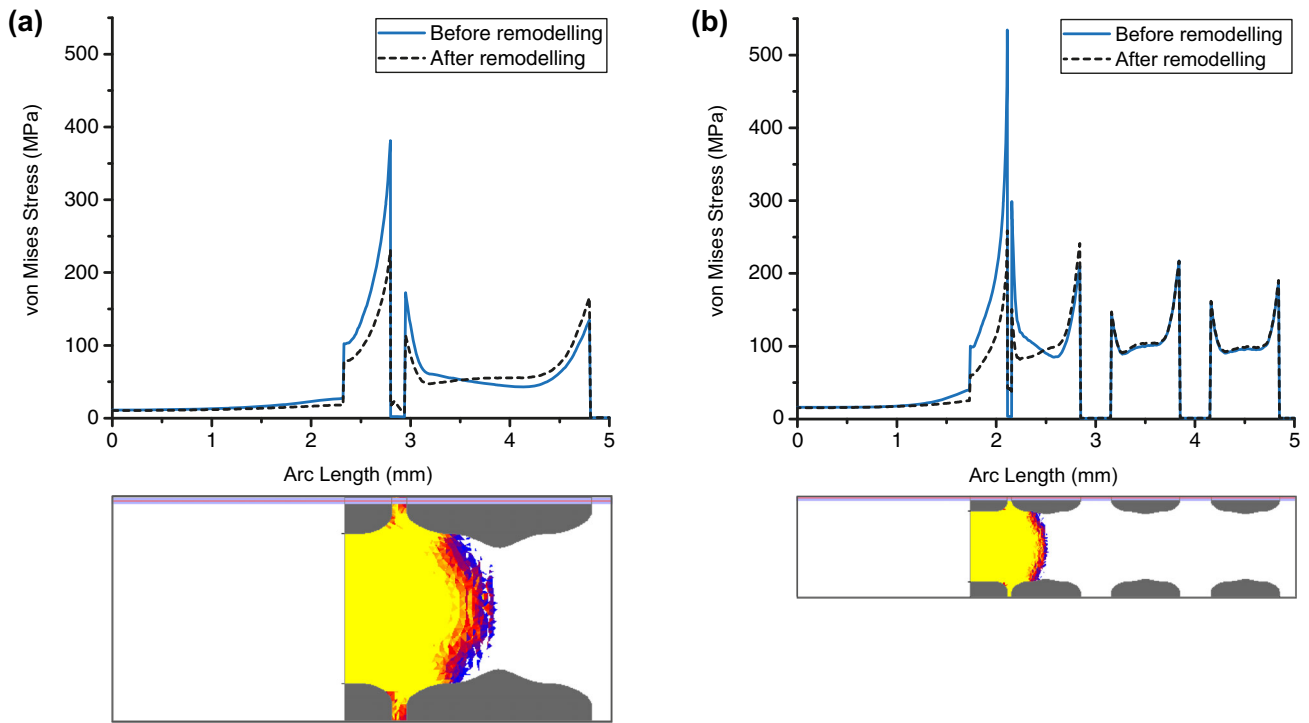 (a)
von Mises Stress (MPa)
500
400
300
200
100
0
Before remodelling
After remodelling
0 1 2 3 4 5
Arc Length (mm)
(b)
von Mises Stress (MPa)
500
400
300
200
100
0
Before remodelling
After remodelling
0 1 2 3 4 5
Arc Length (mm)